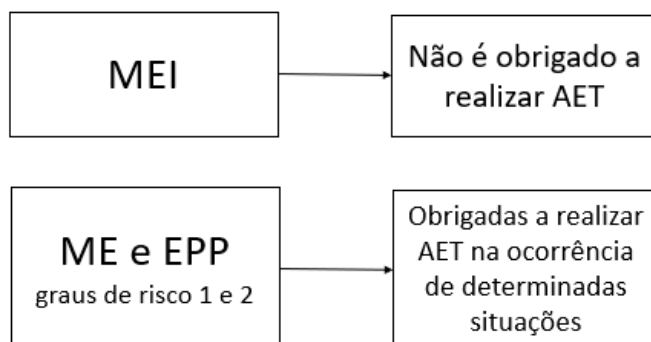 MEI
Não é obrigado a
realizar AET
ME e EPP
graus de risco 1 e 2
Obrigadas a realizar
AET na ocorrência
de determinadas
situações